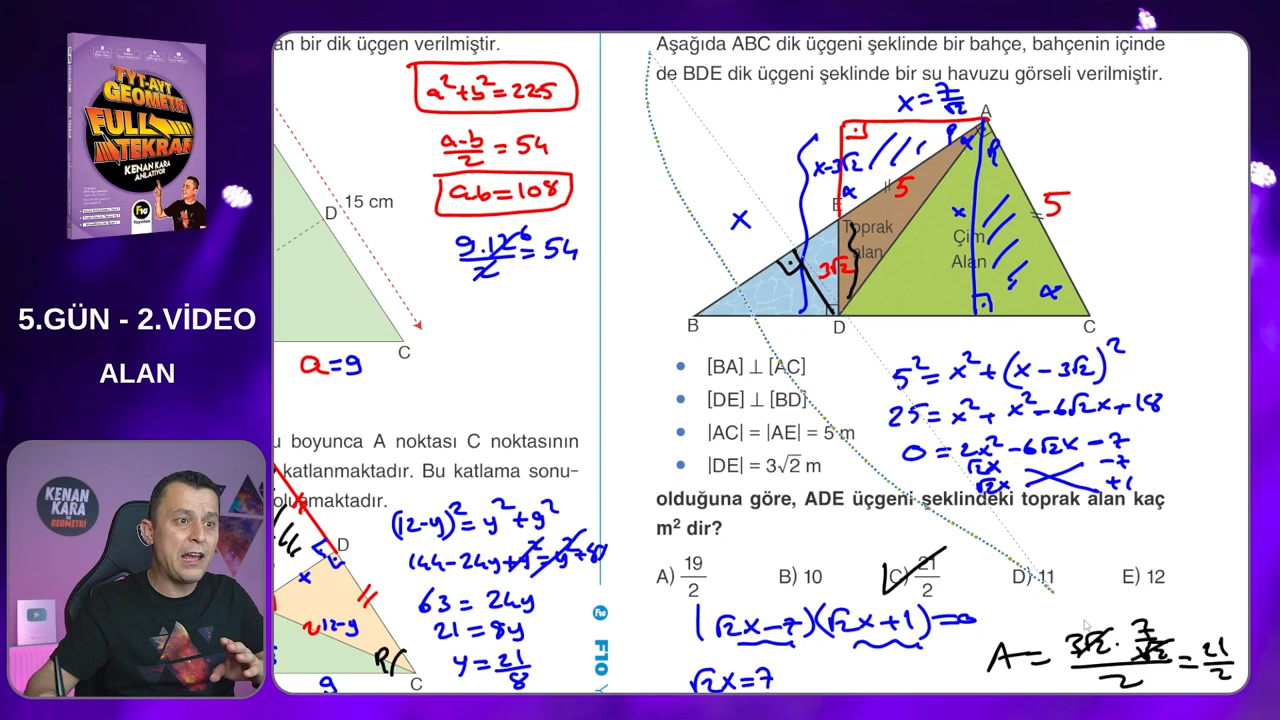 TYT-AYT
GEOMETRİ
FULL
TEKRAR
KENAN KARA
ANLATIYOR
F10
5.GÜN - 2.VİDEO
ALAN
KENAN
KARA
GEOMETRİ
an bir dik üçgen verilmiştir.
a²+b²=225
a-b/2 = 54
ab=108
9.12⁶/2 = 54
D
15 cm
C
a=9
u boyunca A noktası C noktasının
katlanmaktadır. Bu katlama sonu-
olunmaktadır.
D
x
12-y
C
9
(12-y)²=y²+9²
144-24y+y²=y²+81
63=24y
21=8y
y=21/8
F10 Y
Aşağıda ABC dik üçgeni şeklinde bir bahçe, bahçenin içinde
de BDE dik üçgeni şeklinde bir su havuzu görseli verilmiştir.
x=7/√2
A
x-3√2
α
5
5
E
x
Toprak
alan
3√2
x
Çim
Alan
α
B
D
C
• [BA] ⊥ [AC]
• [DE] ⊥ [BD]
• |AC| = |AE| = 5 m
• |DE| = 3√2 m
5²=x²+(x-3√2)²
25=x²+x²-6√2x+18
0=2x²-6√2x-7
√2x -7
√2x +1
olduğuna göre, ADE üçgeni şeklindeki toprak alan kaç
m² dir?
A) 19/2 B) 10 C) 21/2 D) 11 E) 12
(√2x-7)(√2x+1)=0
√2x=7
A = 3√2 . 7/√2 / 2 = 21/2